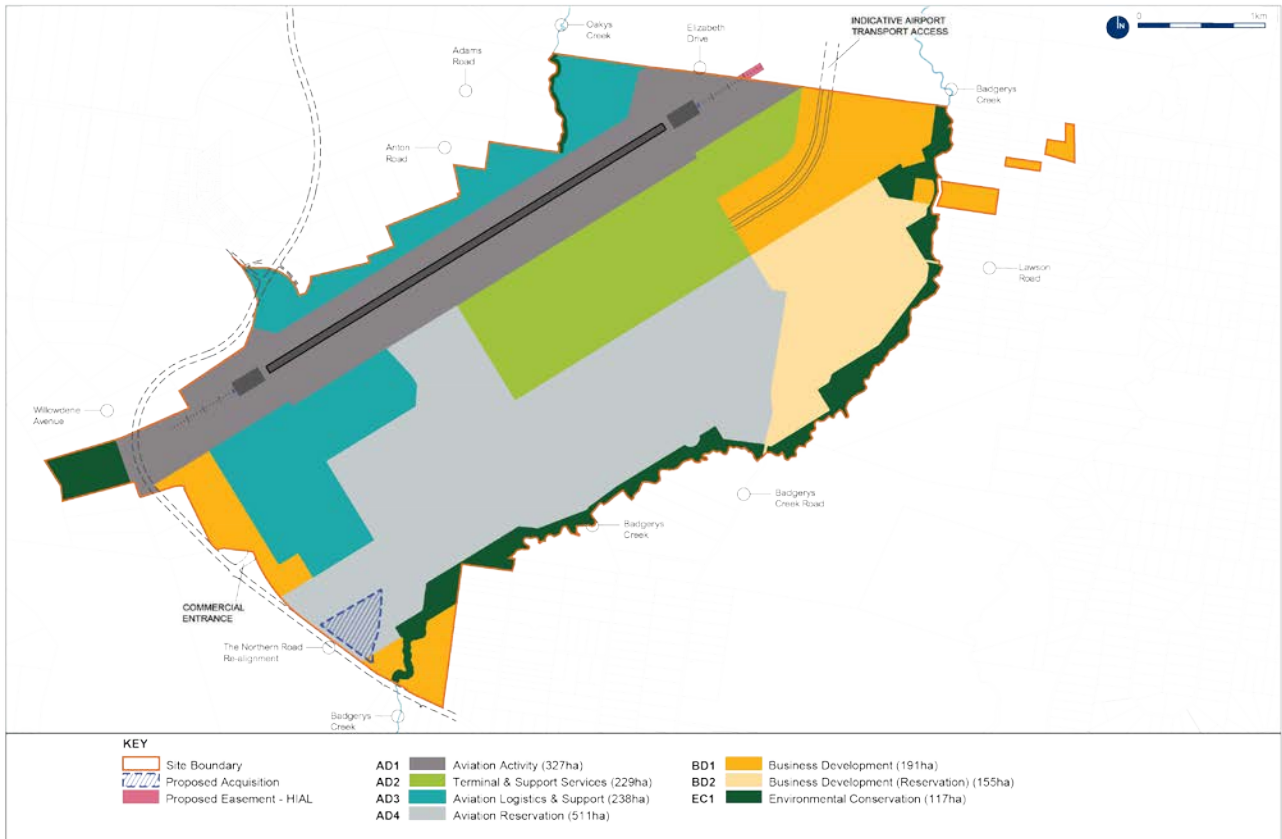 Oakys
Creek
Elizabeth
Drive
INDICATIVE AIRPORT
TRANSPORT ACCESS
N
0
1km
Adams
Road
Badgerys
Creek
Anton
Road
Lawson
Road
Willowdene
Avenue
Badgerys
Creek Road
Badgerys
Creek
COMMERCIAL
ENTRANCE
The Northern Road
Re-alignment
Badgerys
Creek
KEY
Site Boundary
Proposed Acquisition
Proposed Easement - HIAL
AD1 Aviation Activity (327ha)
AD2 Terminal & Support Services (229ha)
AD3 Aviation Logistics & Support (238ha)
AD4 Aviation Reservation (511ha)
BD1 Business Development (191ha)
BD2 Business Development (Reservation) (155ha)
EC1 Environmental Conservation (117ha)